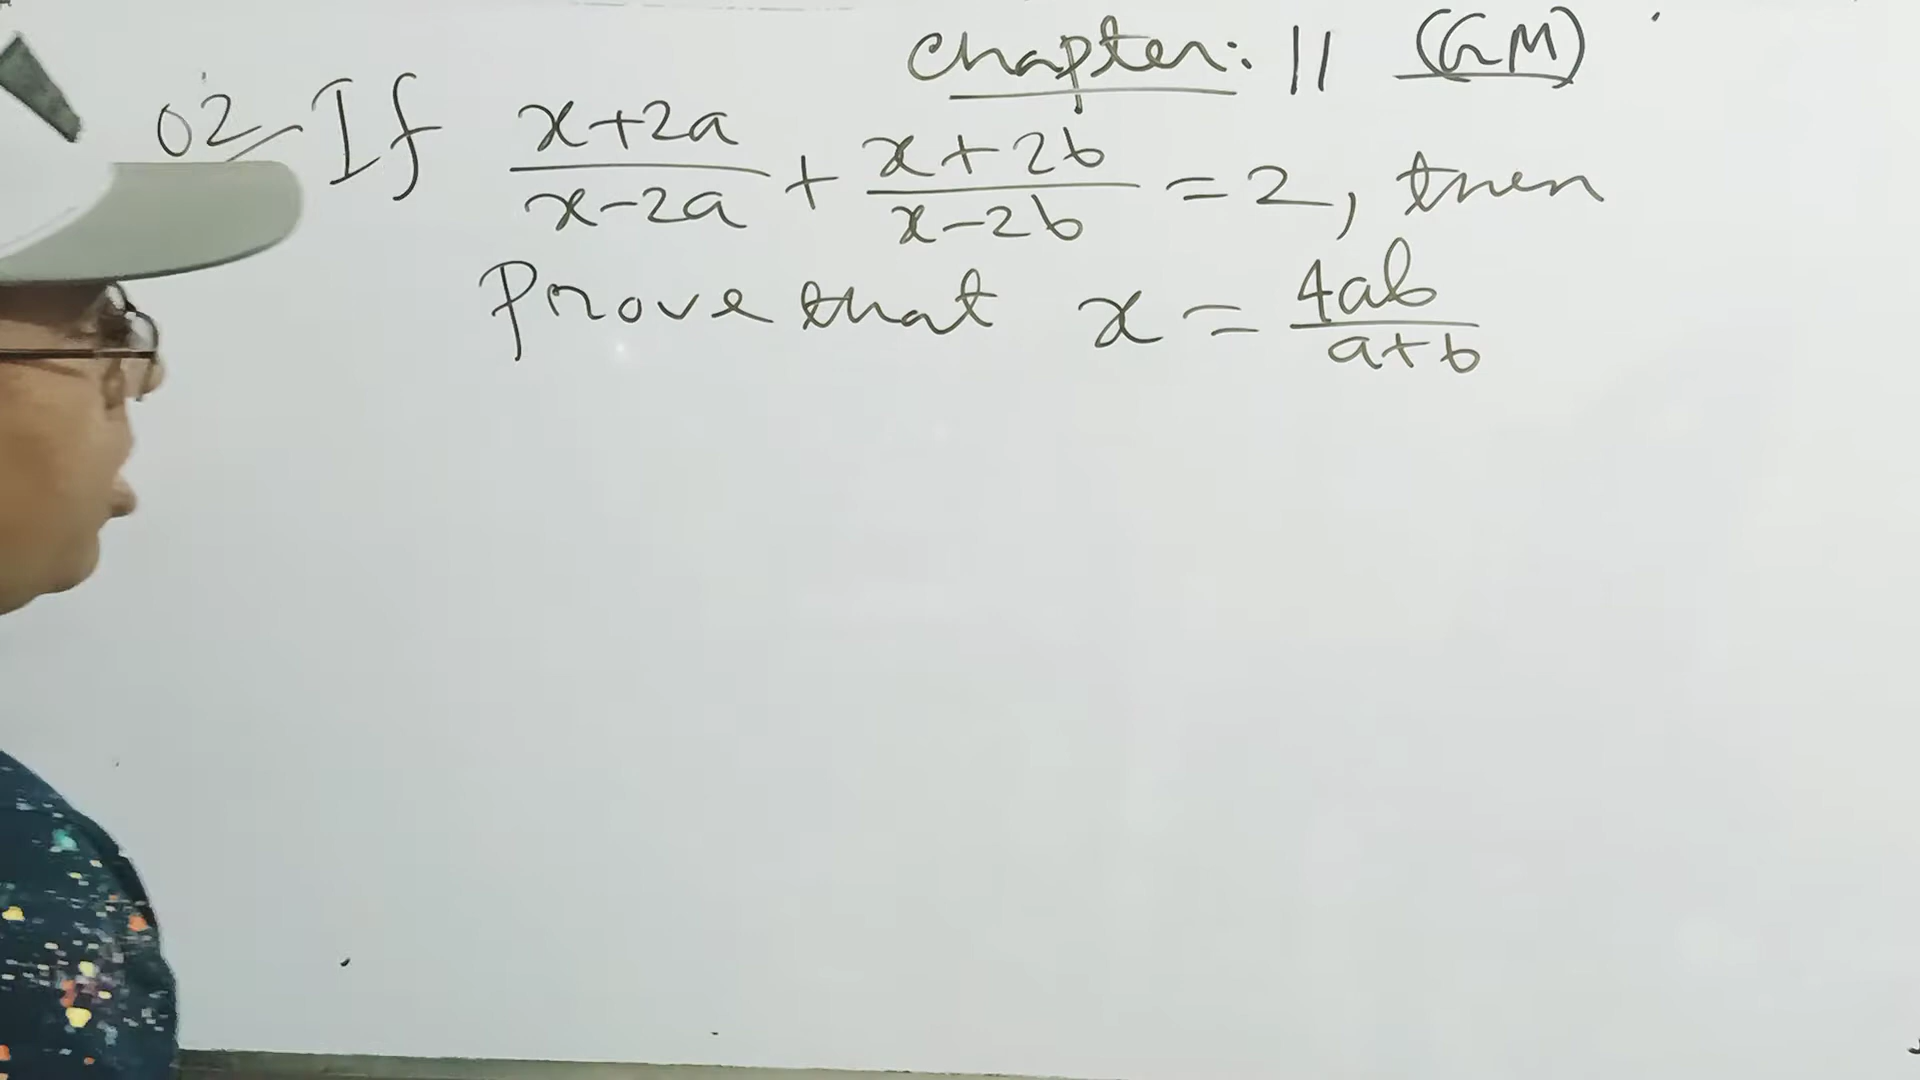 Chapter: 11 (GM)
02 If x+2a/x-2a + x+2b/x-2b = 2, then
Prove that x = 4ab/a+b